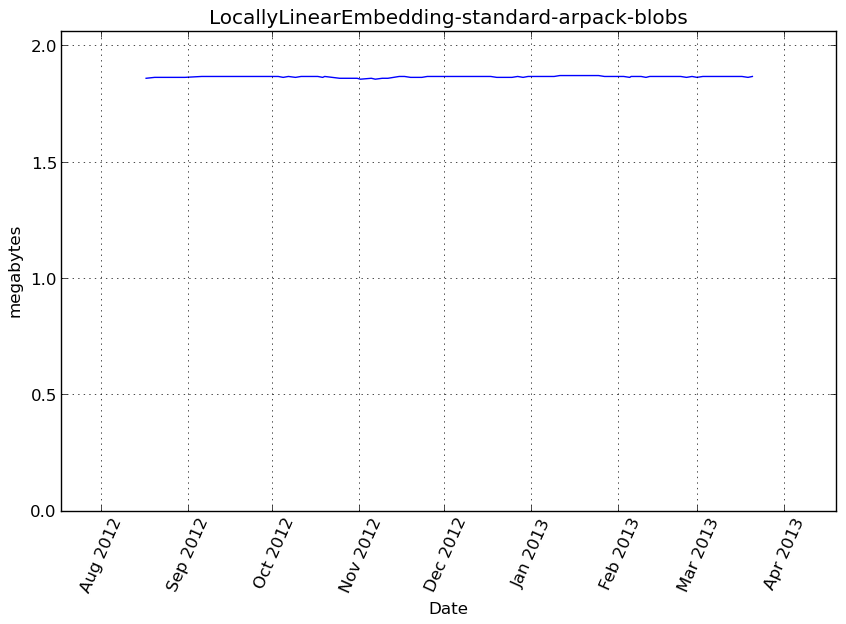 LocallyLinearEmbedding-standard-arpack-blobs
2.0
1.5
1.0
0.5
0.0
megabytes
Aug 2012
Sep 2012
Oct 2012
Nov 2012
Dec 2012
Jan 2013
Feb 2013
Mar 2013
Apr 2013
Date